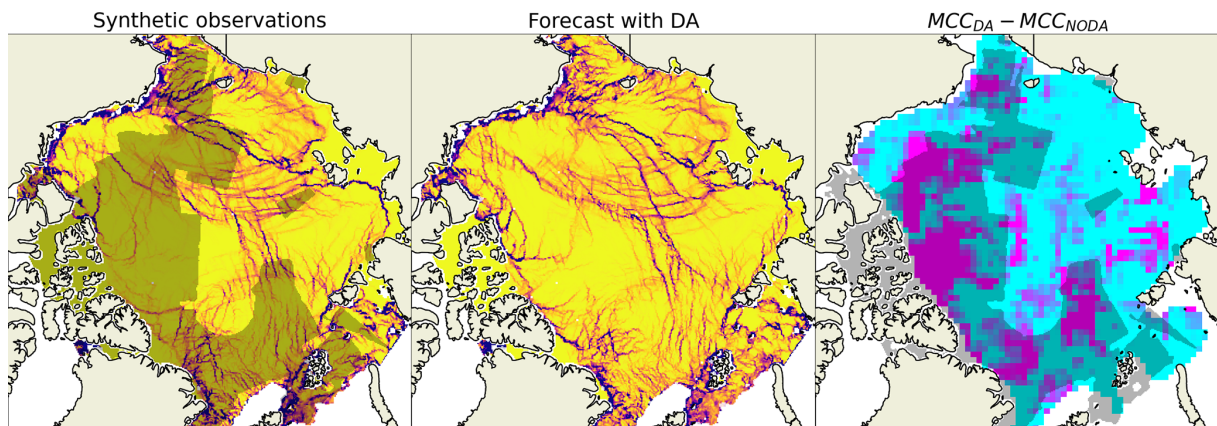 Synthetic observations
Forecast with DA
MCC_DA − MCC_NODA